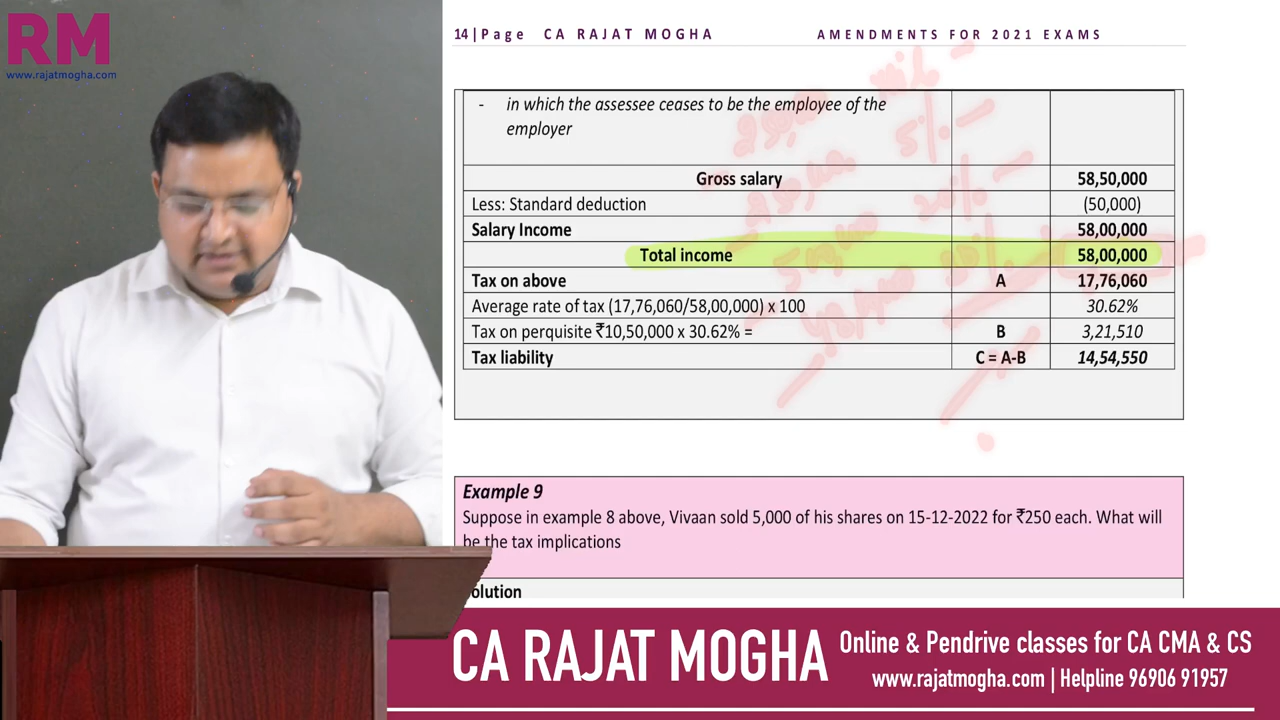 RM
www.rajatmogha.com
14|Page CA RAJAT MOGHA AMENDMENTS FOR 2021 EXAMS
- in which the assessee ceases to be the employee of the
employer
Gross salary 58,50,000
Less: Standard deduction (50,000)
Salary Income 58,00,000
Total income 58,00,000
Tax on above A 17,76,060
Average rate of tax (17,76,060/58,00,000) x 100 30.62%
Tax on perquisite ₹10,50,000 x 30.62% = B 3,21,510
Tax liability C = A-B 14,54,550
Example 9
Suppose in example 8 above, Vivaan sold 5,000 of his shares on 15-12-2022 for ₹250 each. What will
be the tax implications
olution
CA RAJAT MOGHA
Online & Pendrive classes for CA CMA & CS
www.rajatmogha.com | Helpline 96906 91957